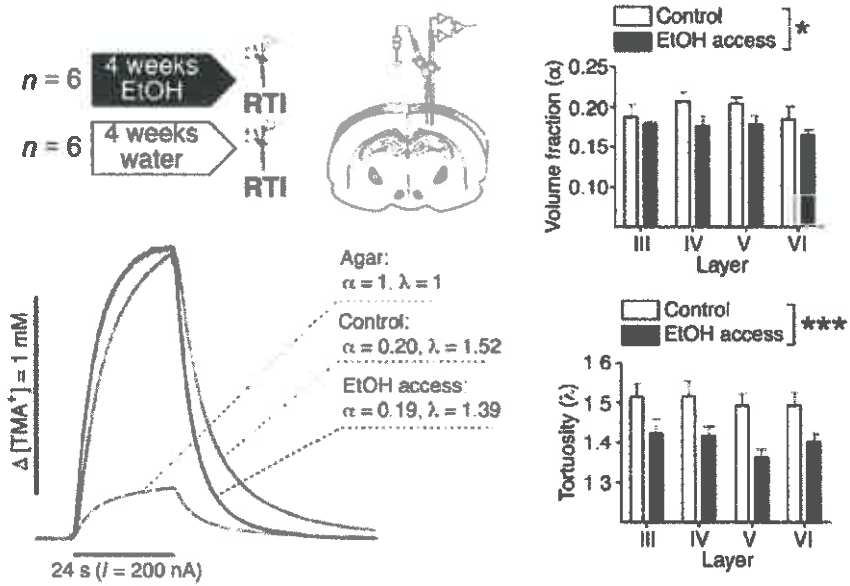 n = 6
4 weeks
EtOH
RTI
n = 6
4 weeks
water
RTI
Δ [TMA⁺] = 1 mM
24 s (I = 200 nA)
Agar:
α = 1, λ = 1
Control:
α = 0.20, λ = 1.52
EtOH access:
α = 0.19, λ = 1.39
Control
EtOH access
*
Volume fraction (α)
0.25
0.20
0.15
0.10
III IV V VI
Layer
Control
EtOH access
***
Tortuosity (λ)
1 6
1.5
1.4
1 3
III IV V VI
Layer